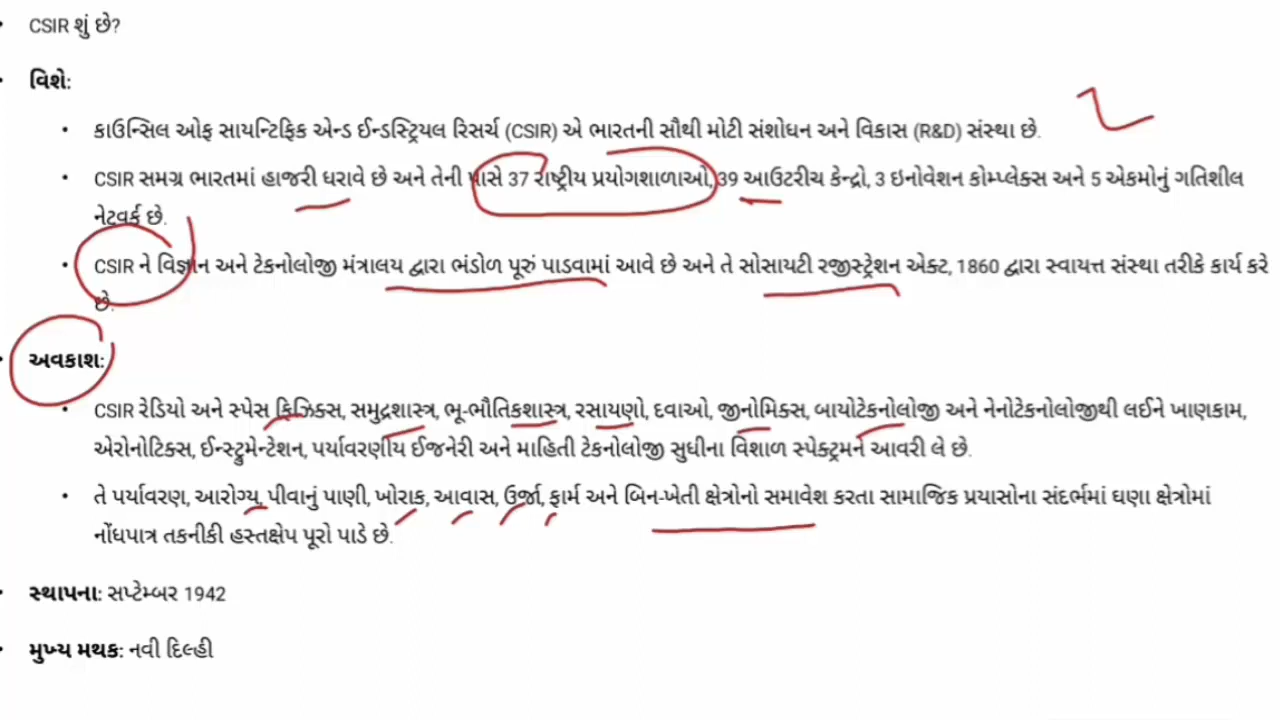 CSIR શું છે?
વિશે:
કાઉન્સિલ ઓફ સાયન્ટિફિક એન્ડ ઈન્ડસ્ટ્રિયલ રિસર્ચ (CSIR) એ ભારતની સૌથી મોટી સંશોધન અને વિકાસ (R&D) સંસ્થા છે.
CSIR સમગ્ર ભારતમાં હાજરી ધરાવે છે અને તેની પાસે 37 રાષ્ટ્રીય પ્રયોગશાળાઓ, 39 આઉટરીચ કેન્દ્રો, 3 ઇનોવેશન કોમ્પ્લેક્સ અને 5 એકમોનું ગતિશીલ
નેટવર્ક છે.
CSIR ને વિજ્ઞાન અને ટેકનોલોજી મંત્રાલય દ્વારા ભંડોળ પૂરું પાડવામાં આવે છે અને તે સોસાયટી રજીસ્ટ્રેશન એક્ટ, 1860 દ્વારા સ્વાયત્ત સંસ્થા તરીકે કાર્ય કરે
છે.
અવકાશ:
CSIR રેડિયો અને સ્પેસ ફિઝિક્સ, સમુદ્રશાસ્ત્ર, ભૂ-ભૌતિકશાસ્ત્ર, રસાયણો, દવાઓ, જીનોમિક્સ, બાયોટેકનોલોજી અને નેનોટેકનોલોજીથી લઈને ખાણકામ,
એરોનોટિક્સ, ઈન્સ્ટ્રુમેન્ટેશન, પર્યાવરણીય ઈજનેરી અને માહિતી ટેકનોલોજી સુધીના વિશાળ સ્પેક્ટ્રમને આવરી લે છે.
તે પર્યાવરણ, આરોગ્ય, પીવાનું પાણી, ખોરાક, આવાસ, ઉર્જા, ફાર્મ અને બિન-ખેતી ક્ષેત્રોનો સમાવેશ કરતા સામાજિક પ્રયાસોના સંદર્ભમાં ઘણા ક્ષેત્રોમાં
નોંધપાત્ર તકનીકી હસ્તક્ષેપ પૂરો પાડે છે.
સ્થાપના: સપ્ટેમ્બર 1942
મુખ્ય મથક: નવી દિલ્હી